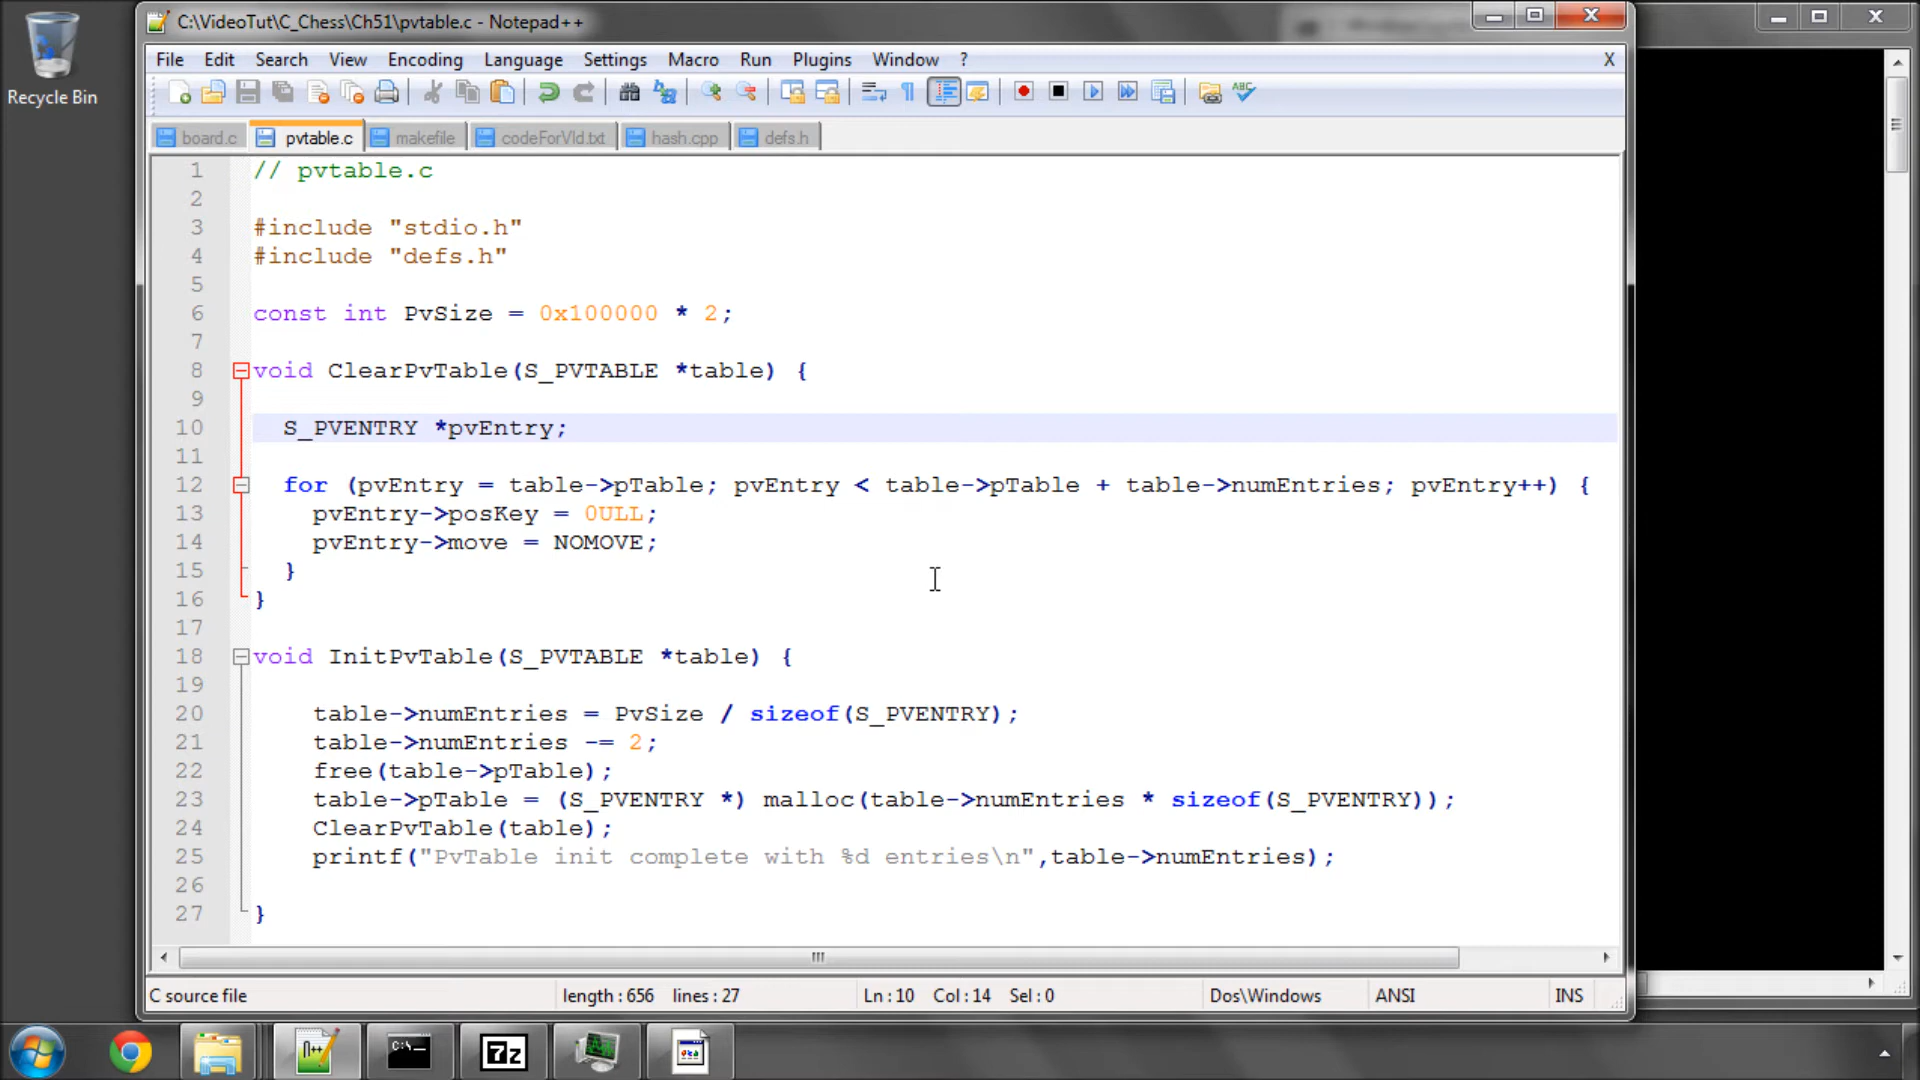 Recycle Bin
C:\VideoTut\C_Chess\Ch51\pvtable.c - Notepad++
File Edit Search View Encoding Language Settings Macro Run Plugins Window ? X
board.c pvtable.c makefile codeForVId.txt hash.cpp defs.h
1 // pvtable.c
2
3 #include "stdio.h"
4 #include "defs.h"
5
6 const int PvSize = 0x100000 * 2;
7
8 void ClearPvTable(S_PVTABLE *table) {
9
10 S_PVENTRY *pvEntry;
11
12 for (pvEntry = table->pTable; pvEntry < table->pTable + table->numEntries; pvEntry++) {
13 pvEntry->posKey = 0ULL;
14 pvEntry->move = NOMOVE;
15 }
16 }
17
18 void InitPvTable(S_PVTABLE *table) {
19
20 table->numEntries = PvSize / sizeof(S_PVENTRY);
21 table->numEntries -= 2;
22 free(table->pTable);
23 table->pTable = (S_PVENTRY *) malloc(table->numEntries * sizeof(S_PVENTRY));
24 ClearPvTable(table);
25 printf("PvTable init complete with %d entries\n",table->numEntries);
26
27 }
C source file length : 656 lines : 27 Ln : 10 Col : 14 Sel : 0 Dos\Windows ANSI INS
C:\_
7z